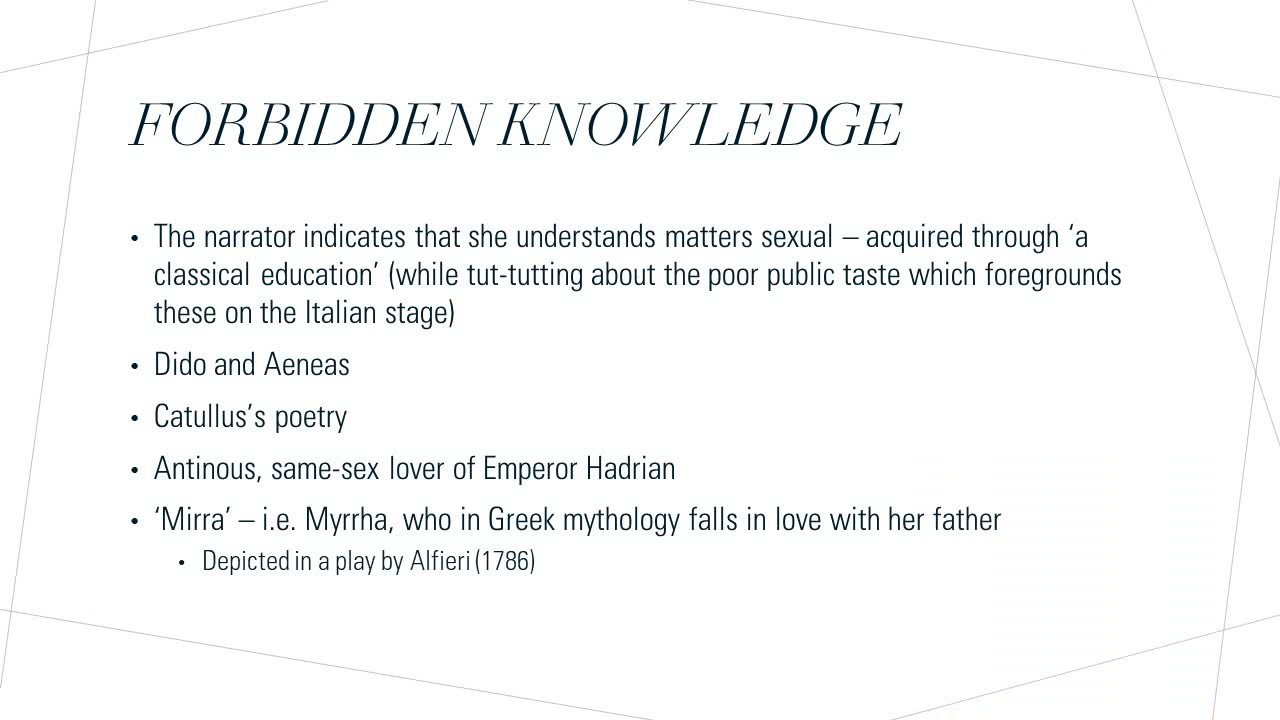 FORBIDDEN KNOWLEDGE
• The narrator indicates that she understands matters sexual – acquired through ‘a
classical education’ (while tut-tutting about the poor public taste which foregrounds
these on the Italian stage)
• Dido and Aeneas
• Catullus’s poetry
• Antinous, same-sex lover of Emperor Hadrian
• ‘Mirra’ – i.e. Myrrha, who in Greek mythology falls in love with her father
• Depicted in a play by Alfieri (1786)